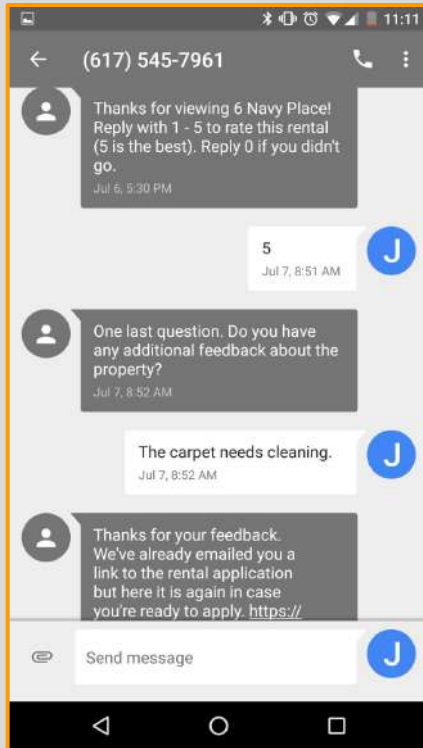 11:11
(617) 545-7961
Thanks for viewing 6 Navy Place!
Reply with 1 - 5 to rate this rental
(5 is the best). Reply 0 if you didn't
go.
Jul 6, 5:30 PM
5
J
Jul 7, 8:51 AM
One last question. Do you have
any additional feedback about the
property?
Jul 7, 8:52 AM
The carpet needs cleaning.
J
Jul 7, 8:52 AM
Thanks for your feedback.
We've already emailed you a
link to the rental application
but here it is again in case
you're ready to apply. https://
Send message
J